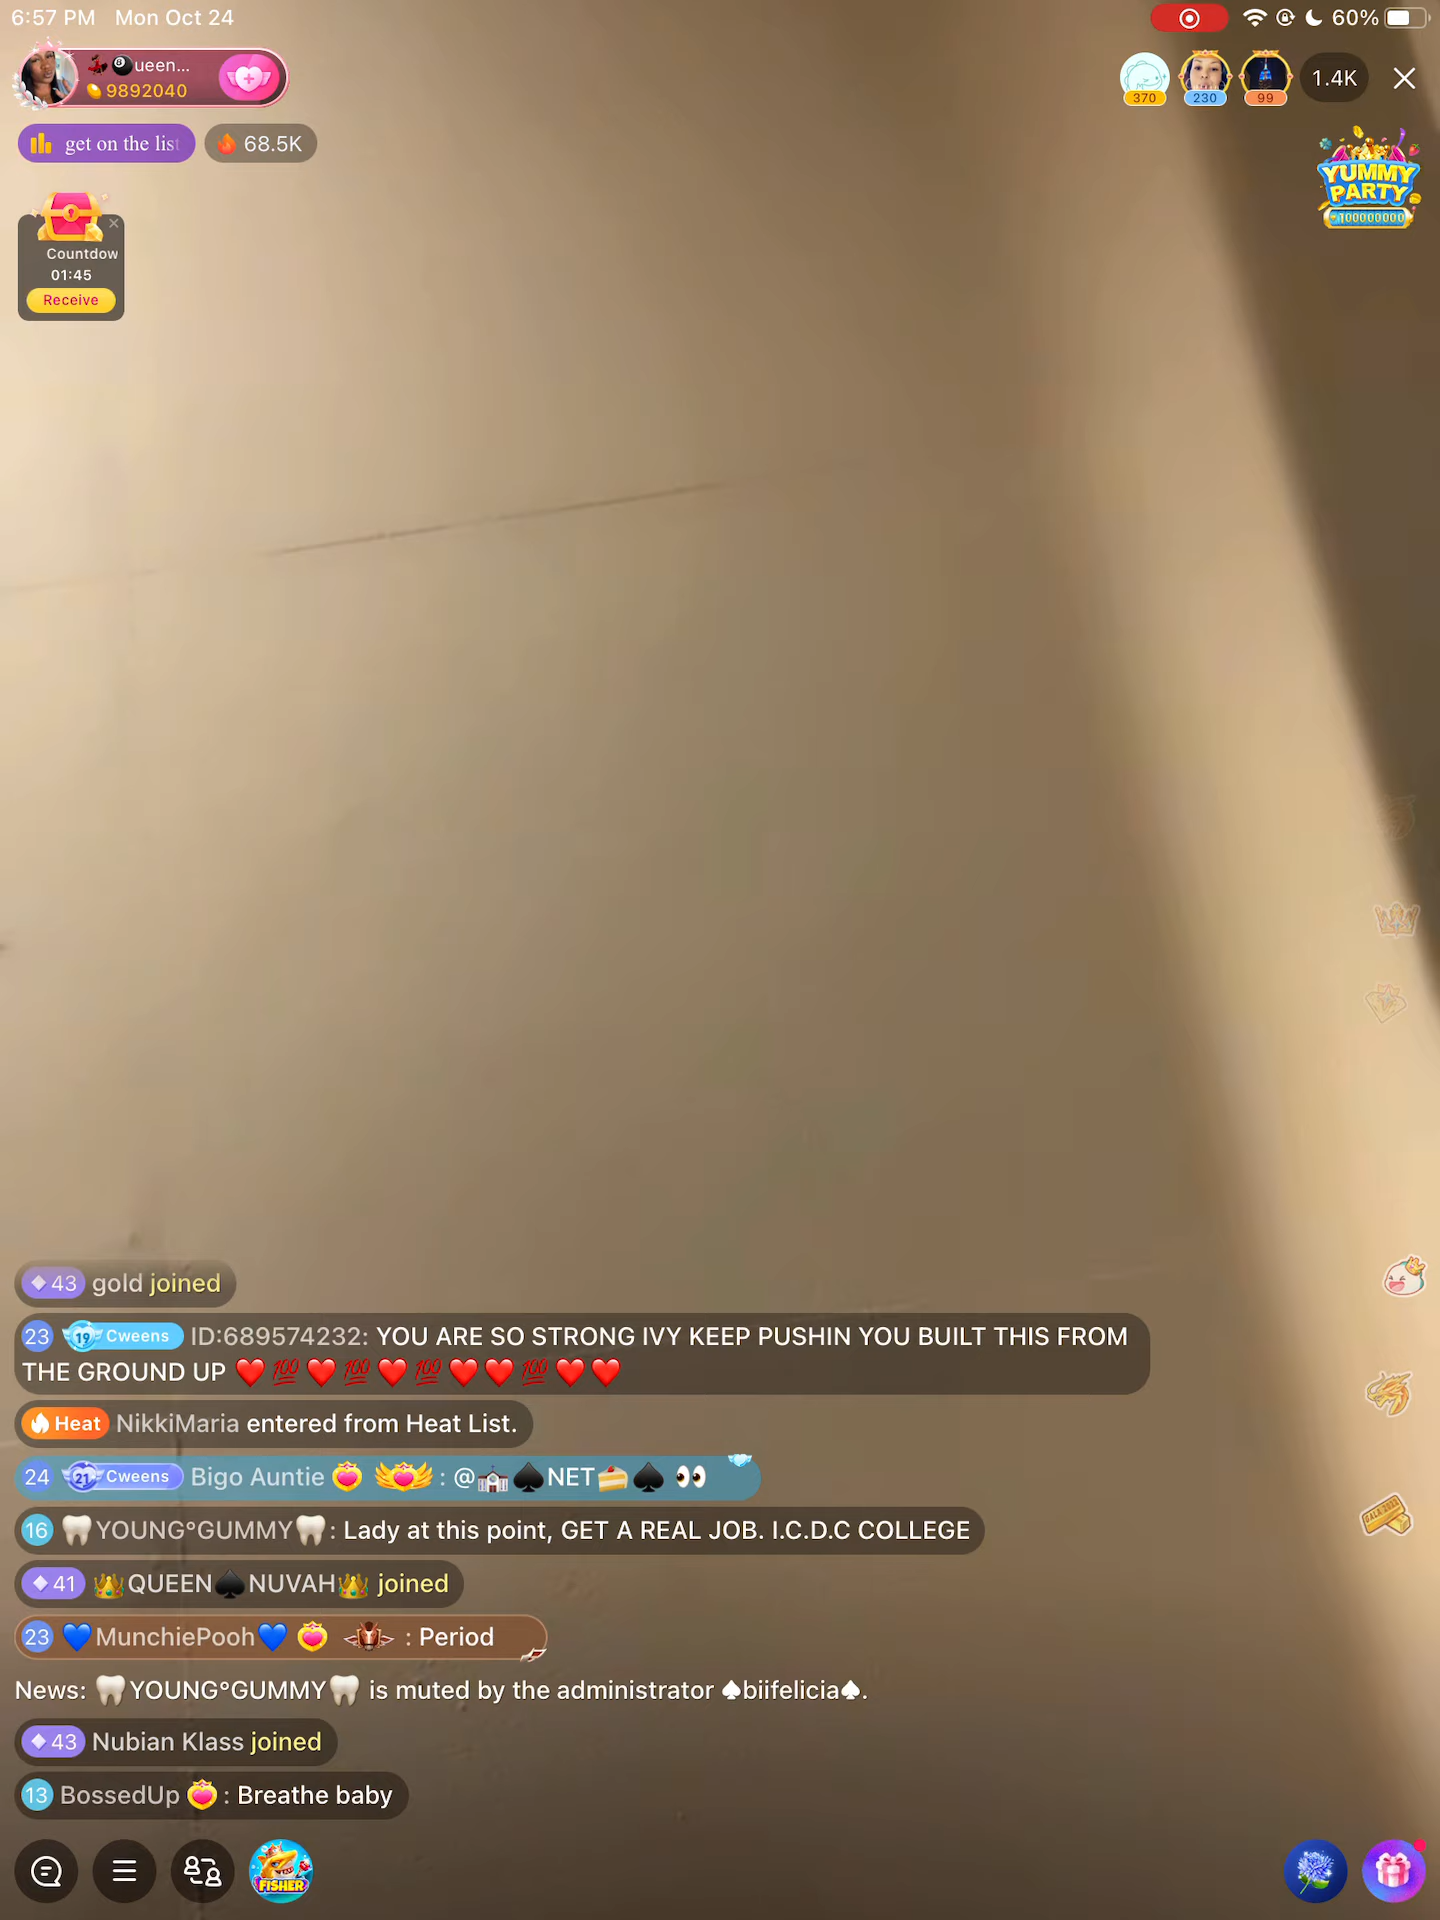 6:57 PM Mon Oct 24
60%
🎱ueen...
9892040
370
230
99
1.4K
get on the lis
68.5K
YUMMY
PARTY
100000000
Countdow
01:45
Receive
43 gold joined
23 19 Cweens ID:689574232: YOU ARE SO STRONG IVY KEEP PUSHIN YOU BUILT THIS FROM
THE GROUND UP ❤️💯❤️💯❤️💯❤️❤️💯❤️❤️
Heat NikkiMaria entered from Heat List.
24 21 Cweens Bigo Auntie : @💒♠️NET🍰♠️ 👀
16 🦷YOUNG°GUMMY🦷: Lady at this point, GET A REAL JOB. I.C.D.C COLLEGE
41 👑QUEEN♠️NUVAH👑 joined
23 💙MunchiePooh💙 : Period
News: 🦷YOUNG°GUMMY🦷 is muted by the administrator ♠biifelicia♠.
43 Nubian Klass joined
13 BossedUp : Breathe baby
FISHER